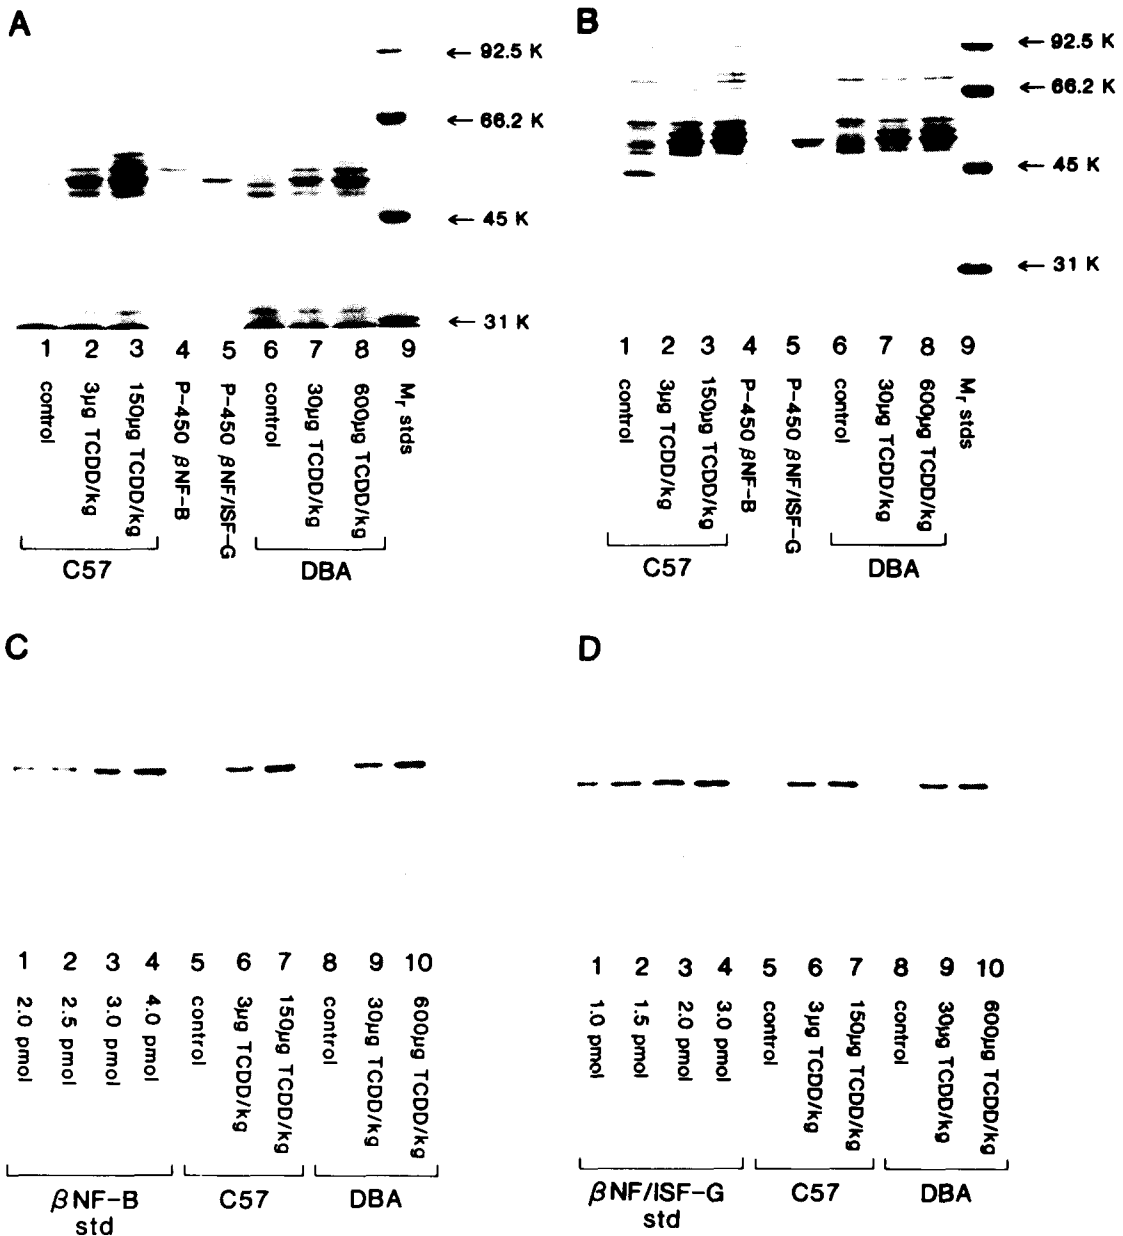 A
← 92.5 K
← 66.2 K
← 45 K
← 31 K
1 2 3 4 5 6 7 8 9
control
3μg TCDD/kg
150μg TCDD/kg
P-450 βNF-B
P-450 βNF/ISF-G
control
30μg TCDD/kg
600μg TCDD/kg
Mr stds
C57
DBA
B
← 92.5 K
← 66.2 K
← 45 K
← 31 K
1 2 3 4 5 6 7 8 9
control
3μg TCDD/kg
150μg TCDD/kg
P-450 βNF-B
P-450 βNF/ISF-G
control
30μg TCDD/kg
600μg TCDD/kg
Mr stds
C57
DBA
C
1 2 3 4 5 6 7 8 9 10
2.0 pmol
2.5 pmol
3.0 pmol
4.0 pmol
control
3μg TCDD/kg
150μg TCDD/kg
control
30μg TCDD/kg
600μg TCDD/kg
βNF-B
std
C57
DBA
D
1 2 3 4 5 6 7 8 9 10
1.0 pmol
1.5 pmol
2.0 pmol
3.0 pmol
control
3μg TCDD/kg
150μg TCDD/kg
control
30μg TCDD/kg
600μg TCDD/kg
βNF/ISF-G
std
C57
DBA